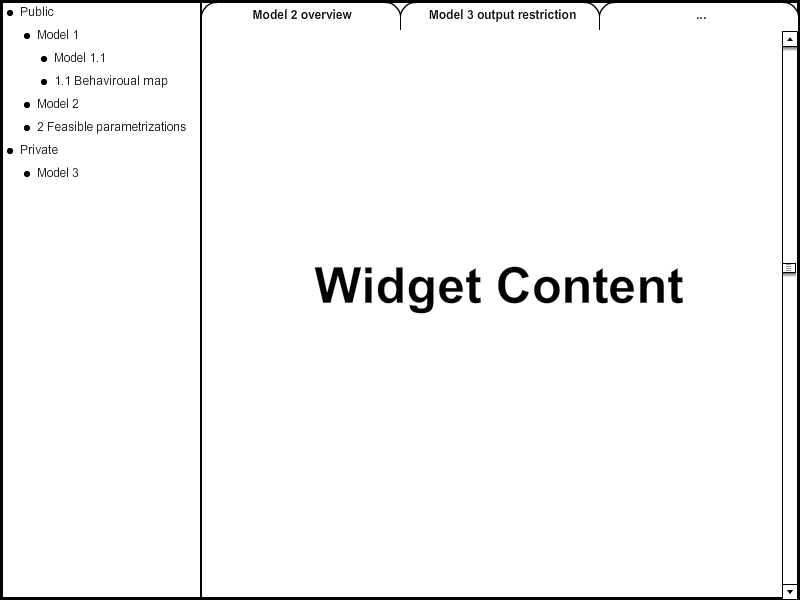 Public
Model 1
Model 1.1
1.1 Behaviroual map
Model 2
2 Feasible parametrizations
Private
Model 3
Model 2 overview
Model 3 output restriction
...
Widget Content